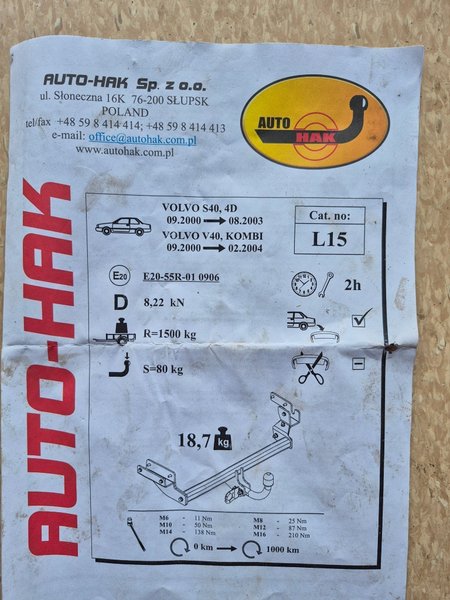 AUTO-HAK Sp. z o.o.
ul. Słoneczna 16K 76-200 SŁUPSK
POLAND
tel/fax +48 59 8 414 414; +48 59 8 414 413
e-mail: office@autohak.com.pl
www.autohak.com.pl
AUTO
HAK
AUTO-HAK
VOLVO S40, 4D
09.2000 08.2003
VOLVO V40, KOMBI
09.2000 02.2004
Cat. no:
L15
E20 E20-55R-01 0906
2h
D 8,22 kN
R=1500 kg
S=80 kg
18,7 kg
M6 - 11 Nm M8 - 25 Nm
M10 - 50 Nm M12 - 87 Nm
M14 - 138 Nm M16 - 210 Nm
0 km 1000 km